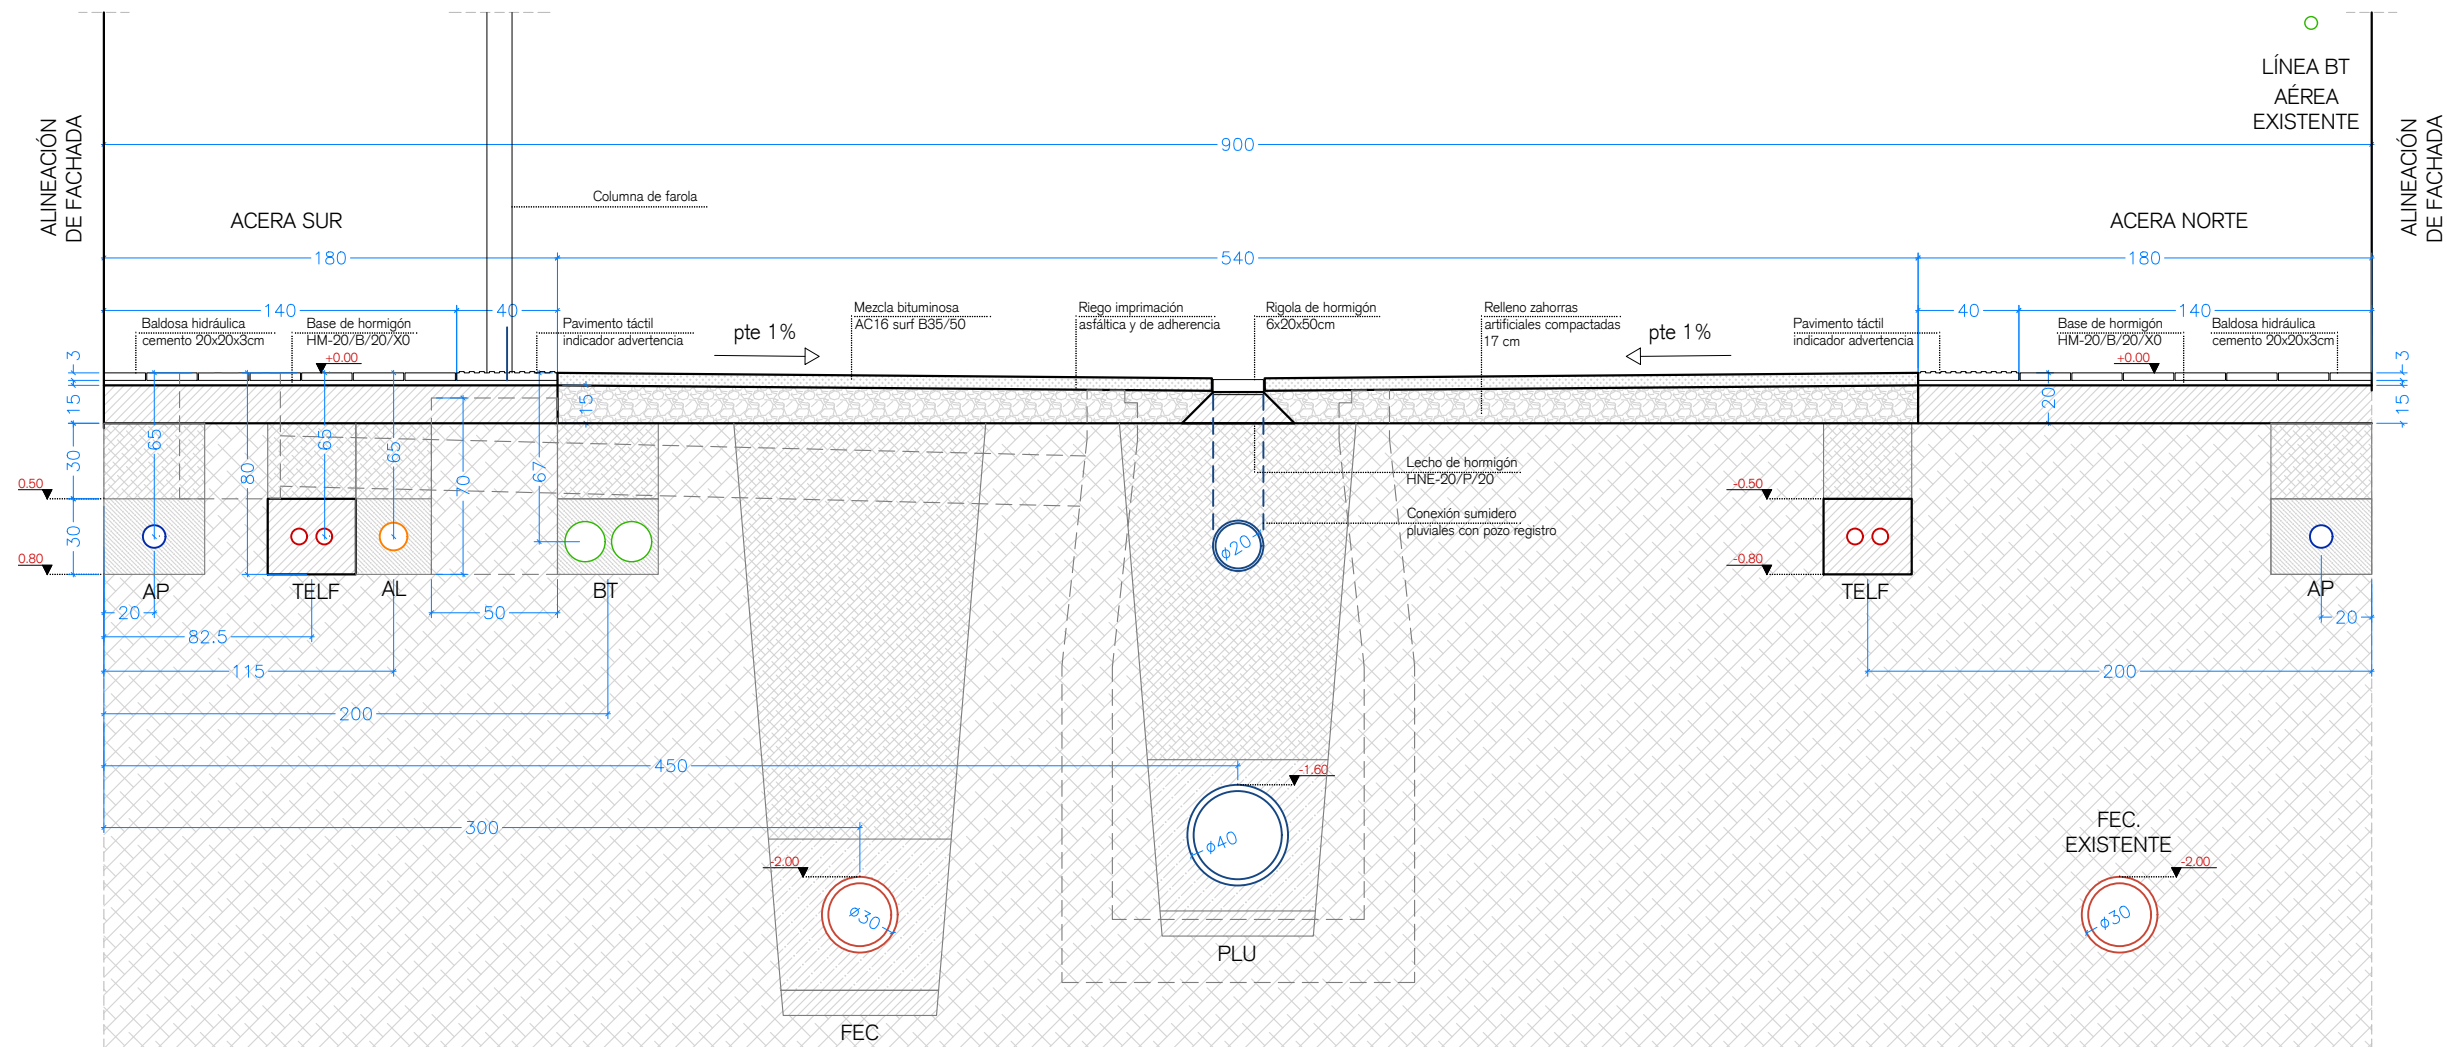 LÍNEA BT
AÉREA
EXISTENTE
ALINEACIÓN
DE FACHADA
ALINEACIÓN
DE FACHADA
900
Columna de farola
ACERA SUR
ACERA NORTE
180
540
180
140
40
40
140
Baldosa hidráulica
cemento 20x20x3cm
Base de hormigón
HM-20/B/20/X0
Pavimento táctil
indicador advertencia
pte 1%
Mezcla bituminosa
AC16 surf B35/50
Riego imprimación
asfáltica y de adherencia
Rigola de hormigón
6x20x50cm
Relleno zahorras
artificiales compactadas
17 cm
pte 1%
Pavimento táctil
indicador advertencia
Base de hormigón
HM-20/B/20/X0
Baldosa hidráulica
cemento 20x20x3cm
+0.00
+0.00
3
3
15
15
20
15
65
65
65
30
80
70
67
Lecho de hormigón
HNE-20/P/20
0.50
-0.50
Conexión sumidero
pluviales con pozo registro
30
ø20
0.80
-0.80
AP
TELF
AL
BT
TELF
AP
20
50
20
82.5
115
200
200
450
-1.60
300
ø40
FEC.
EXISTENTE
-2.00
-2.00
ø30
ø30
PLU
FEC